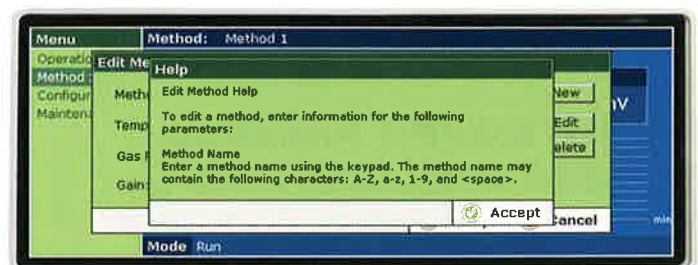 Menu
Method: Method 1
Operatio
Edit Me
Method
Help
Configur
Meth
Edit Method Help
New
Maintena
Temp
To edit a method, enter information for the following
parameters:
Edit
Gas
Method Name
elete
Enter a method name using the keypad. The method name may
Gain:
contain the following characters: A-Z, a-z, 1-9, and <space>.
Accept
Cancel
min
Mode Run